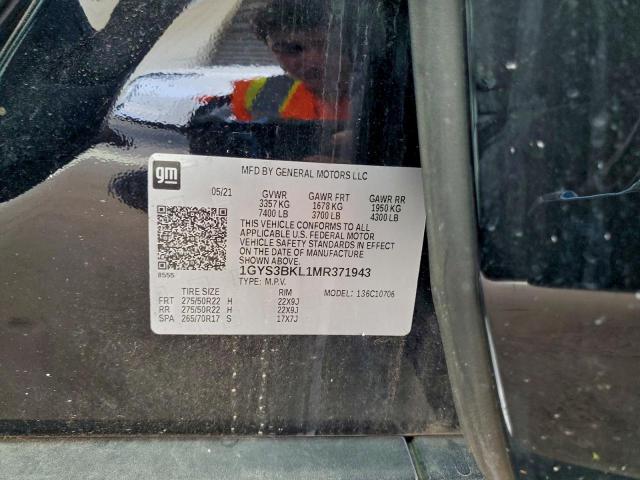 gm
MFD BY GENERAL MOTORS LLC
05/21 GVWR GAWR FRT GAWR RR
3357 KG 1678 KG 1950 KG
7400 LB 3700 LB 4300 LB
THIS VEHICLE CONFORMS TO ALL
APPLICABLE U.S. FEDERAL MOTOR
VEHICLE SAFETY STANDARDS IN EFFECT
ON THE DATE OF MANUFACTURE
SHOWN ABOVE.
8555
1GYS3BKL1MR371943
TYPE: M.P.V. MODEL: 136C10706
TIRE SIZE RIM
FRT 275/50R22 H 22X9J
RR 275/50R22 H 22X9J
SPA 265/70R17 S 17X7J